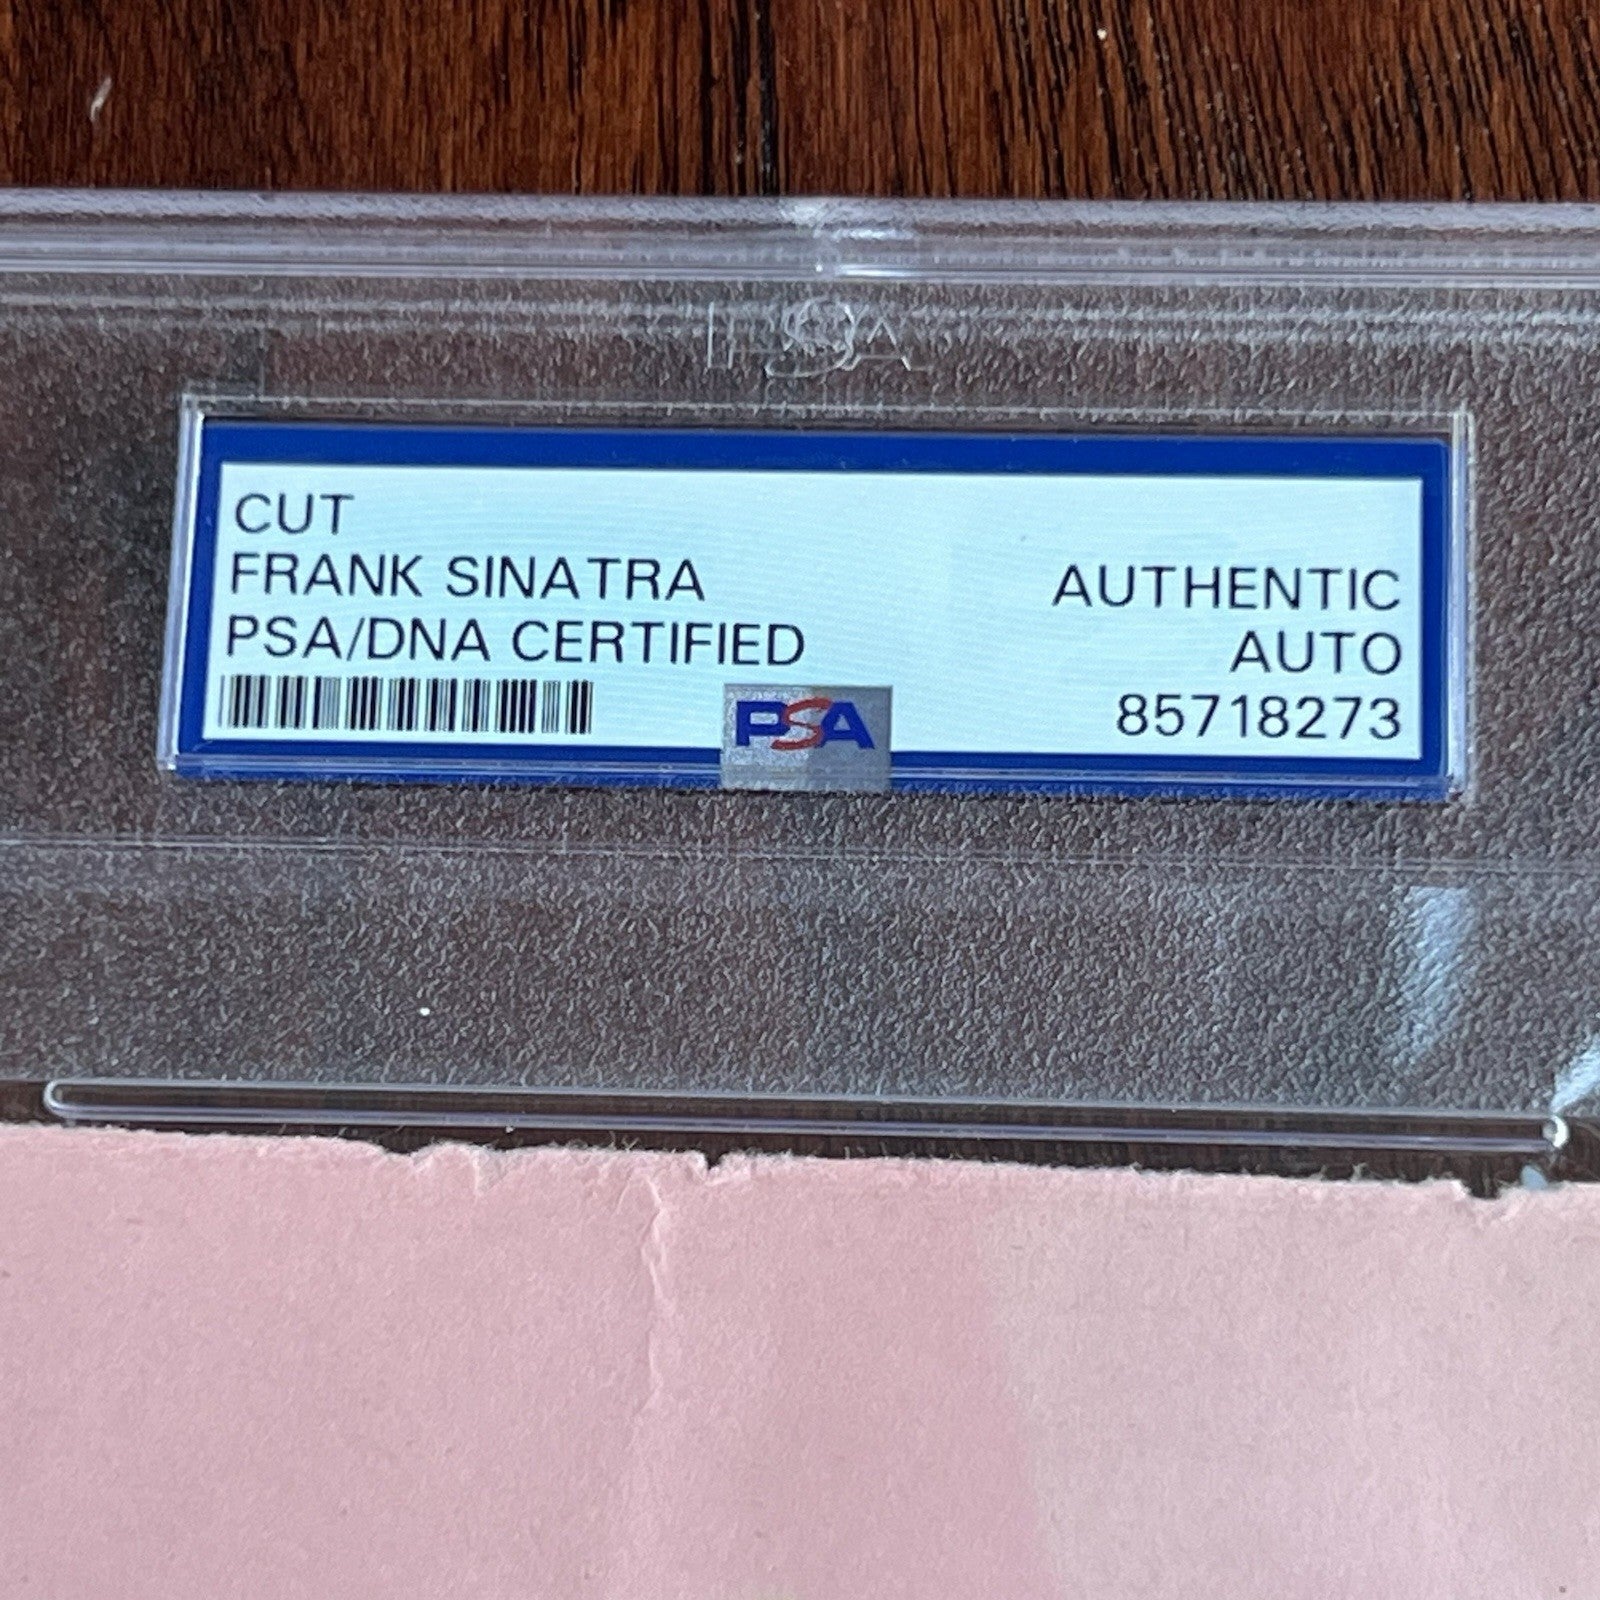 PSA
CUT
FRANK SINATRA
PSA/DNA CERTIFIED
AUTHENTIC
AUTO
85718273
PSA